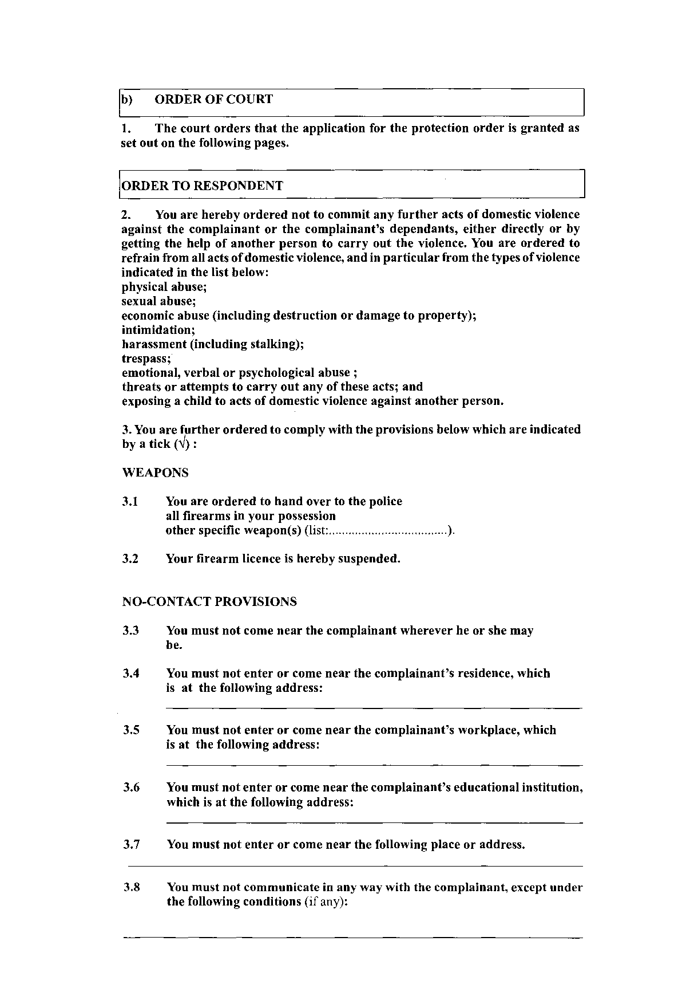 b) ORDER OF COURT
1. The court orders that the application for the protection order is granted as
set out on the following pages.
ORDER TO RESPONDENT
2. You are hereby ordered not to commit any further acts of domestic violence
against the complainant or the complainant's dependants, either directly or by
getting the help of another person to carry out the violence. You are ordered to
refrain from all acts of domestic violence, and in particular from the types of violence
indicated in the list below:
physical abuse;
sexual abuse;
economic abuse (including destruction or damage to property);
intimidation;
harassment (including stalking);
trespass;
emotional, verbal or psychological abuse ;
threats or attempts to carry out any of these acts; and
exposing a child to acts of domestic violence against another person.
3. You are further ordered to comply with the provisions below which are indicated
by a tick (√) :
WEAPONS
3.1 You are ordered to hand over to the police
all firearms in your possession
other specific weapon(s) (list:....................................).
3.2 Your firearm licence is hereby suspended.
NO-CONTACT PROVISIONS
3.3 You must not come near the complainant wherever he or she may
be.
3.4 You must not enter or come near the complainant's residence, which
is at the following address:
3.5 You must not enter or come near the complainant's workplace, which
is at the following address:
3.6 You must not enter or come near the complainant's educational institution,
which is at the following address:
3.7 You must not enter or come near the following place or address.
3.8 You must not communicate in any way with the complainant, except under
the following conditions (if any):